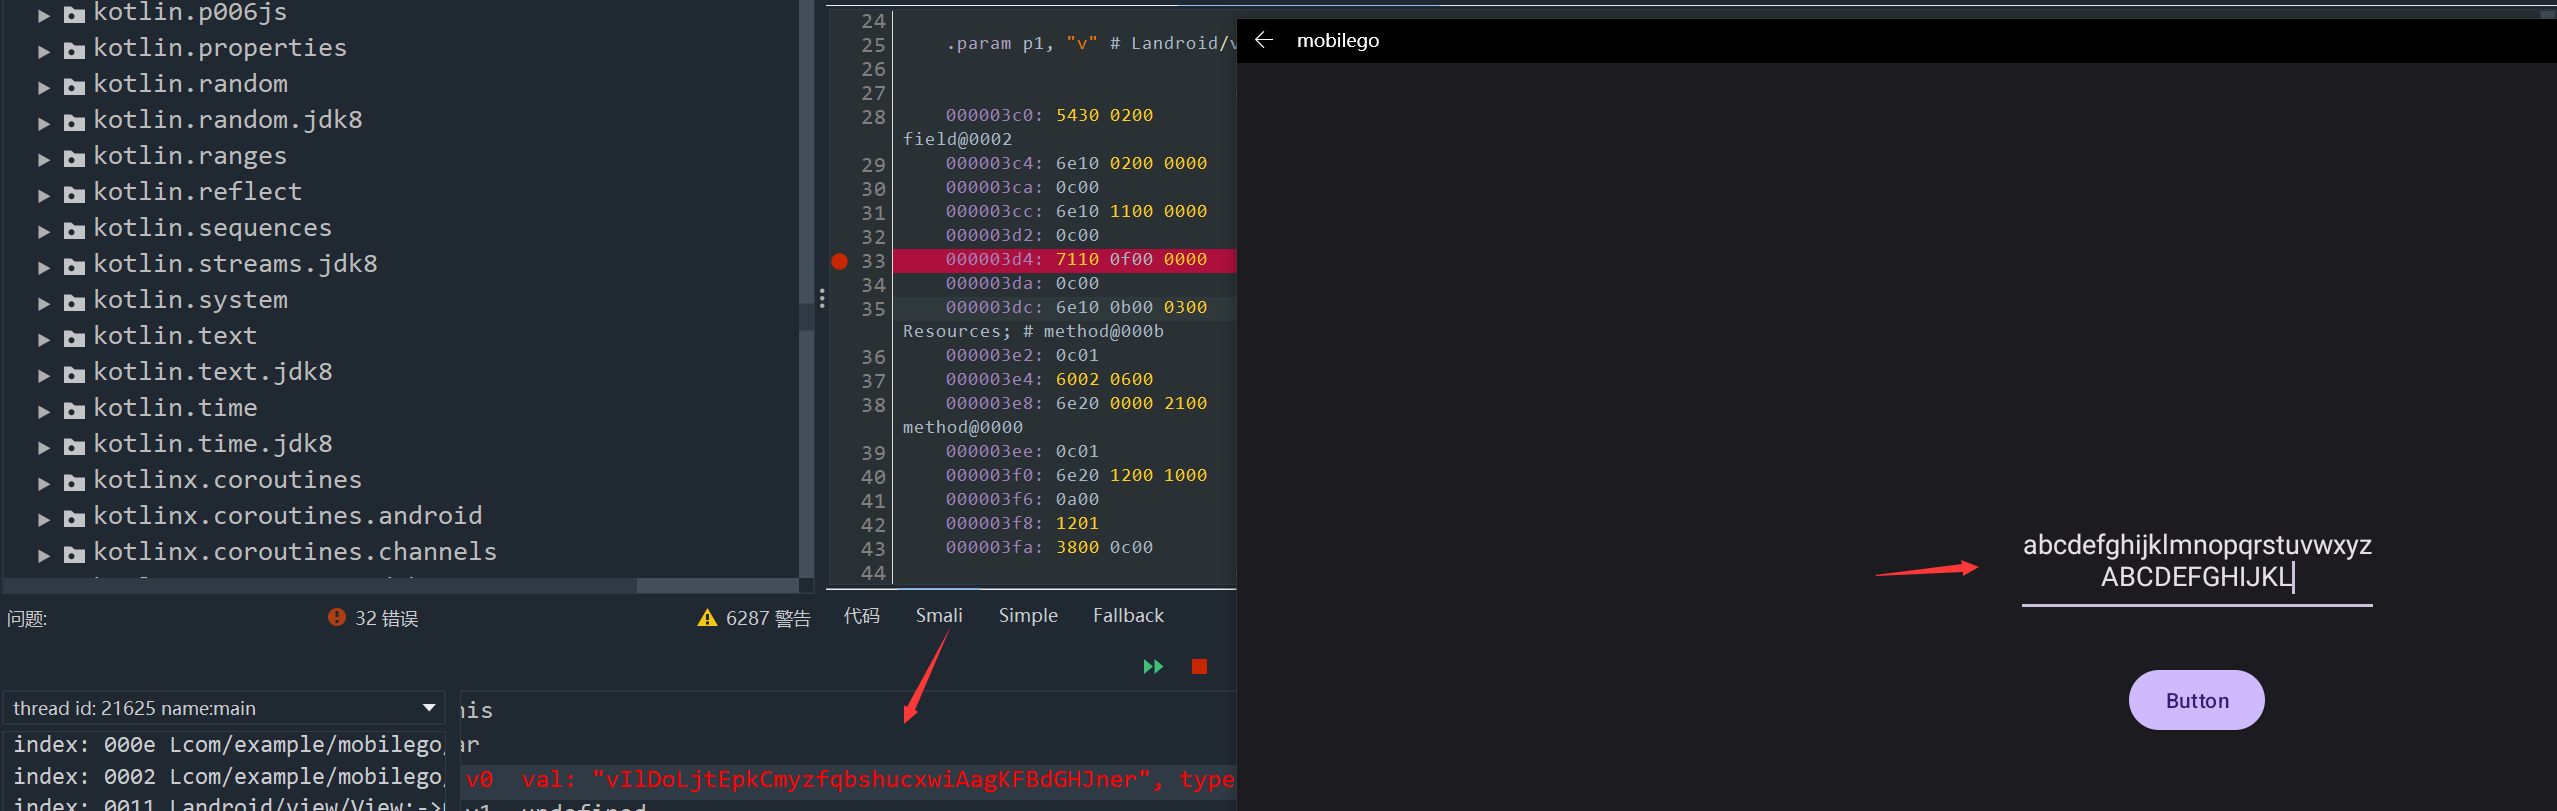 kotlin.p006js
kotlin.properties
kotlin.random
kotlin.random.jdk8
kotlin.ranges
kotlin.reflect
kotlin.sequences
kotlin.streams.jdk8
kotlin.system
kotlin.text
kotlin.text.jdk8
kotlin.time
kotlin.time.jdk8
kotlinx.coroutines
kotlinx.coroutines.android
kotlinx.coroutines.channels
问题:
32 错误
6287 警告
thread id: 21625 name:main
index: 000e Lcom/example/mobilego
index: 0002 Lcom/example/mobilego
index: 0011 Landroid/view/View;->
24
25 .param p1, "v" # Landroid/v
26
27
28 000003c0: 5430 0200
field@0002
29 000003c4: 6e10 0200 0000
30 000003ca: 0c00
31 000003cc: 6e10 1100 0000
32 000003d2: 0c00
33 000003d4: 7110 0f00 0000
34 000003da: 0c00
35 000003dc: 6e10 0b00 0300
Resources; # method@000b
36 000003e2: 0c01
37 000003e4: 6002 0600
38 000003e8: 6e20 0000 2100
method@0000
39 000003ee: 0c01
40 000003f0: 6e20 1200 1000
41 000003f6: 0a00
42 000003f8: 1201
43 000003fa: 3800 0c00
44
代码 Smali Simple Fallback
his
ar
v0 val: "vIlDoLjtEpkCmyzfqbshucxwiAagKFBdGHJner", type
v1 undefined
mobilego
abcdefghijklmnopqrstuvwxyz
ABCDEFGHIJKL
Button